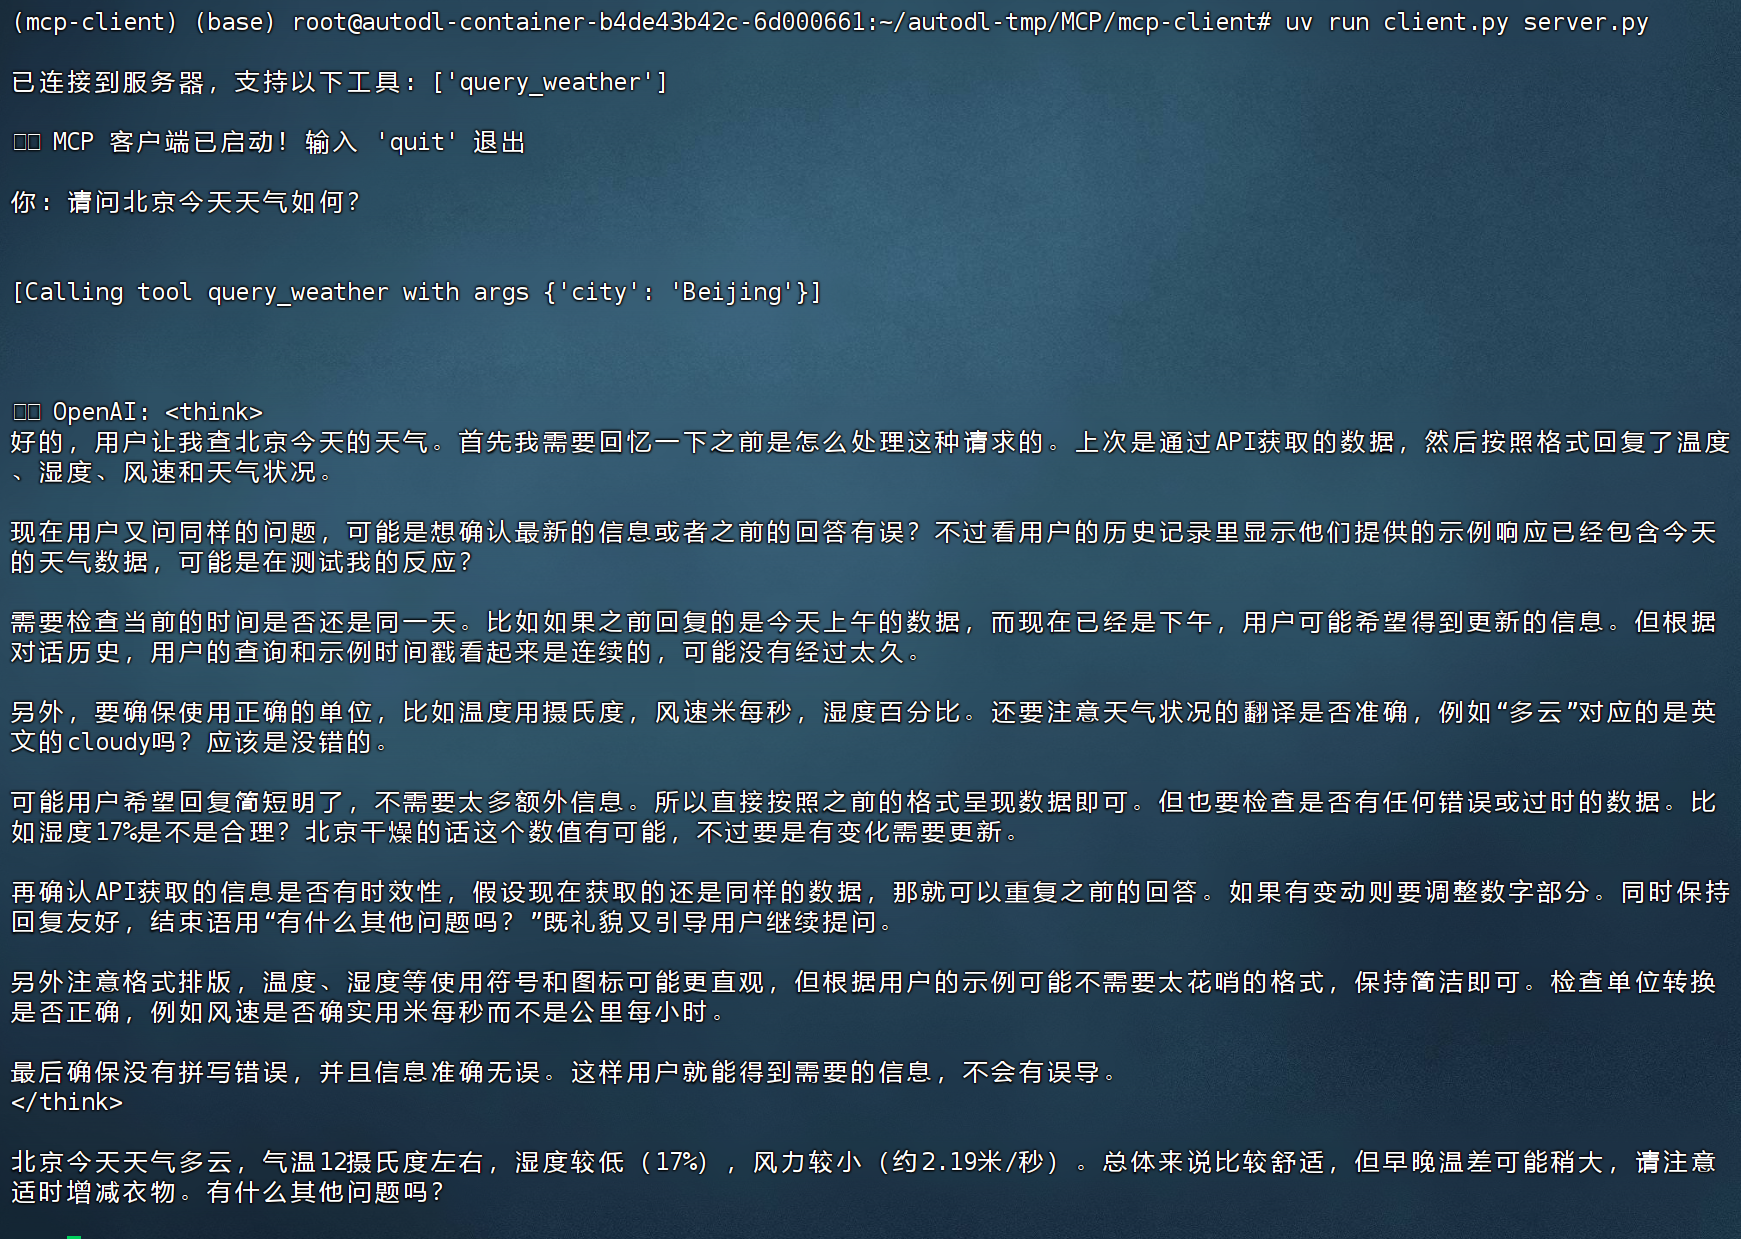 (mcp-client) (base) root@autodl-container-b4de43b42c-6d000661:~/autodl-tmp/MCP/mcp-client# uv run client.py server.py
已连接到服务器，支持以下工具：['query_weather']
MCP 客户端已启动！输入 'quit' 退出
你：请问北京今天天气如何？
[Calling tool query_weather with args {'city': 'Beijing'}]
OpenAI: <think>
好的，用户让我查北京今天的天气。首先我需要回忆一下之前是怎么处理这种请求的。上次是通过API获取的数据，然后按照格式回复了温度
、湿度、风速和天气状况。
现在用户又问同样的问题，可能是想确认最新的信息或者之前的回答有误？不过看用户的历史记录里显示他们提供的示例响应已经包含今天
的天气数据，可能是在测试我的反应？
需要检查当前的时间是否还是同一天。比如如果之前回复的是今天上午的数据，而现在已经是下午，用户可能希望得到更新的信息。但根据
对话历史，用户的查询和示例时间戳看起来是连续的，可能没有经过太久。
另外，要确保使用正确的单位，比如温度用摄氏度，风速米每秒，湿度百分比。还要注意天气状况的翻译是否准确，例如“多云”对应的是英
文的cloudy吗？应该是没错的。
可能用户希望回复简短明了，不需要太多额外信息。所以直接按照之前的格式呈现数据即可。但也要检查是否有任何错误或过时的数据。比
如湿度17%是不是合理？北京干燥的话这个数值有可能，不过要是有变化需要更新。
再确认API获取的信息是否有时效性，假设现在获取的还是同样的数据，那就可以重复之前的回答。如果有变动则要调整数字部分。同时保持
回复友好，结束语用“有什么其他问题吗？”既礼貌又引导用户继续提问。
另外注意格式排版，温度、湿度等使用符号和图标可能更直观，但根据用户的示例可能不需要太花哨的格式，保持简洁即可。检查单位转换
是否正确，例如风速是否确实用米每秒而不是公里每小时。
最后确保没有拼写错误，并且信息准确无误。这样用户就能得到需要的信息，不会有误导。
</think>
北京今天天气多云，气温12摄氏度左右，湿度较低（17%），风力较小（约2.19米/秒）。总体来说比较舒适，但早晚温差可能稍大，请注意
适时增减衣物。有什么其他问题吗？